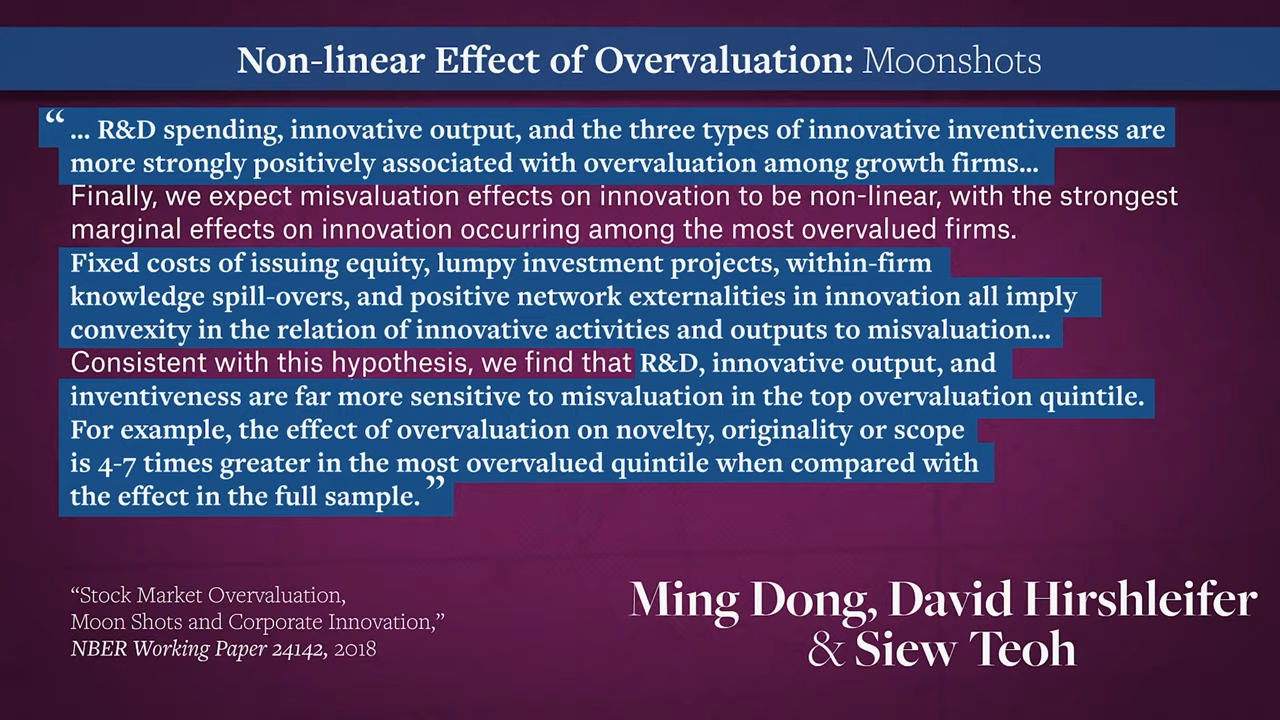 Non-linear Effect of Overvaluation: Moonshots
“ ... R&D spending, innovative output, and the three types of innovative inventiveness are
more strongly positively associated with overvaluation among growth firms...
Finally, we expect misvaluation effects on innovation to be non-linear, with the strongest
marginal effects on innovation occurring among the most overvalued firms.
Fixed costs of issuing equity, lumpy investment projects, within-firm
knowledge spill-overs, and positive network externalities in innovation all imply
convexity in the relation of innovative activities and outputs to misvaluation...
Consistent with this hypothesis, we find that R&D, innovative output, and
inventiveness are far more sensitive to misvaluation in the top overvaluation quintile.
For example, the effect of overvaluation on novelty, originality or scope
is 4-7 times greater in the most overvalued quintile when compared with
the effect in the full sample. ”
“Stock Market Overvaluation,
Moon Shots and Corporate Innovation,”
NBER Working Paper 24142, 2018
Ming Dong, David Hirshleifer
& Siew Teoh